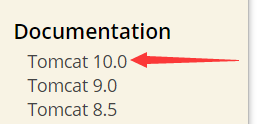 Documentation
Tomcat 10.0
Tomcat 9.0
Tomcat 8.5